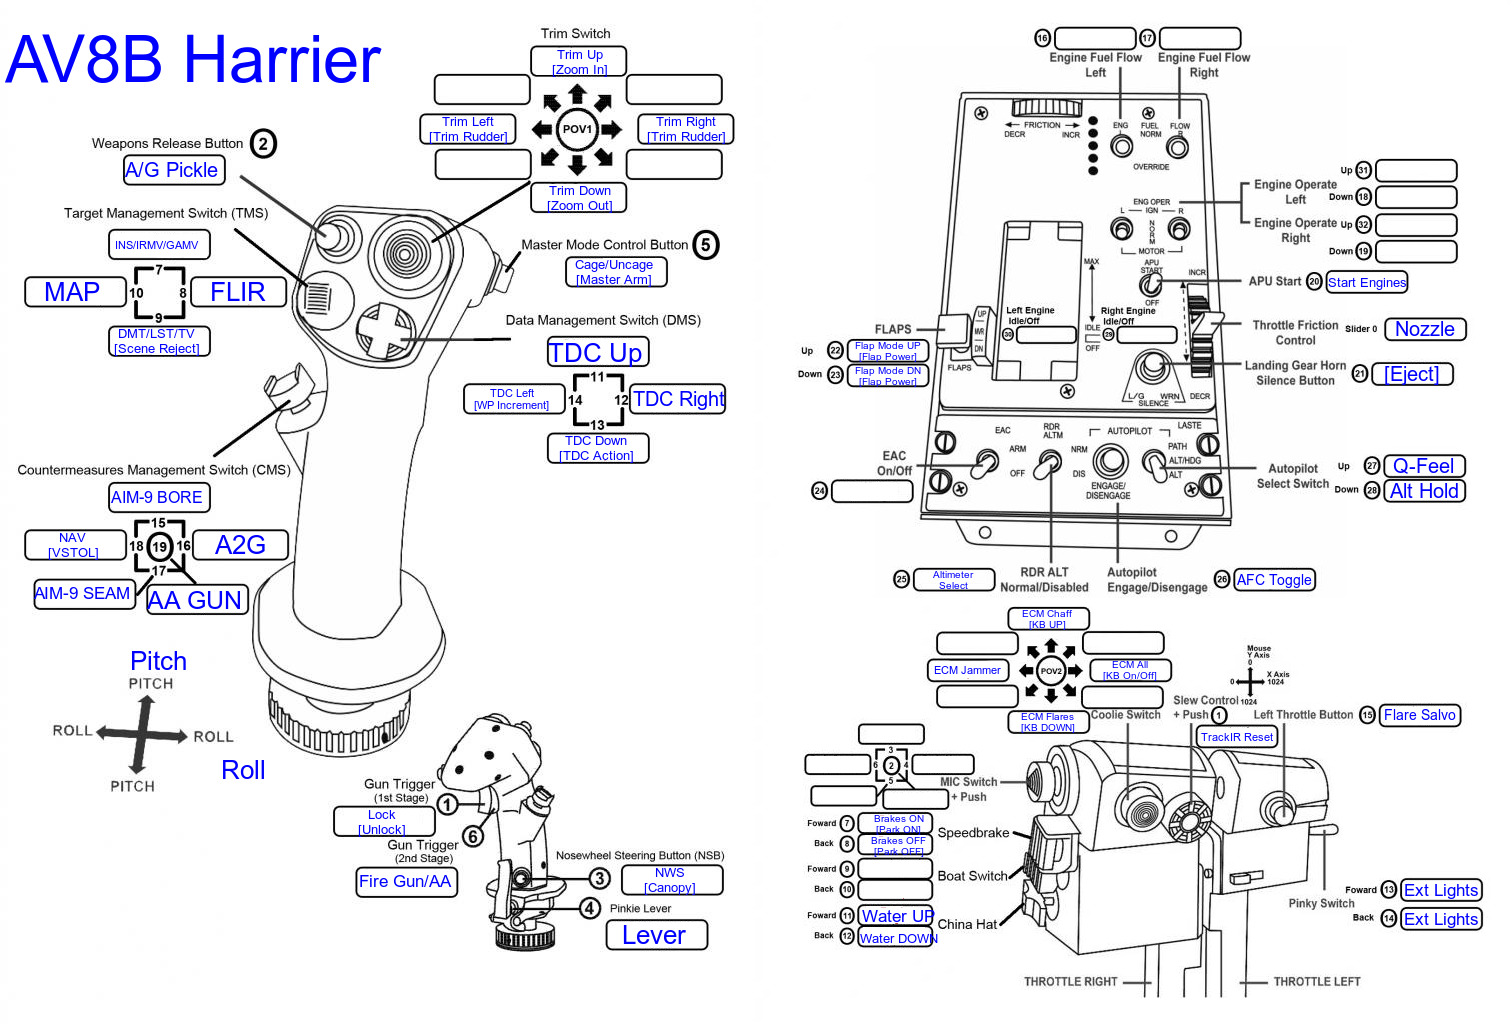 AV8B Harrier
Trim Switch
Trim Up
[Zoom In]
Trim Left
[Trim Rudder]
POV1
Trim Right
[Trim Rudder]
Trim Down
[Zoom Out]
Weapons Release Button 2
A/G Pickle
Target Management Switch (TMS)
INS/IRMV/GAMV
7
MAP
10
8
FLIR
9
DMT/LST/TV
[Scene Reject]
Master Mode Control Button 5
Cage/Uncage
[Master Arm]
Data Management Switch (DMS)
TDC Up
11
TDC Left
[WP Increment]
14
12
TDC Right
13
TDC Down
[TDC Action]
Countermeasures Management Switch (CMS)
AIM-9 BORE
15
NAV
[VSTOL]
18
19
16
A2G
17
AIM-9 SEAM
AA GUN
Pitch
PITCH
ROLL
ROLL
PITCH
Roll
Gun Trigger
(1st Stage)
1
Lock
[Unlock]
6
Gun Trigger
(2nd Stage)
Fire Gun/AA
Nosewheel Steering Button (NSB)
3
NWS
[Canopy]
4
Pinkie Lever
Lever
16
17
Engine Fuel Flow
Left
Engine Fuel Flow
Right
FRICTION
DECR
INCR
ENG
L
FUEL
NORM
FLOW
R
OVERRIDE
ENG OPER
L
IGN
R
NORM
MOTOR
Up 31
Engine Operate
Left
Down 18
Engine Operate
Right
Up 32
Down 19
MAX
APU
START
OFF
INCR
APU Start 20
Start Engines
FLAPS
UP
MVR
DN
FLAPS
Left Engine
Idle/Off
30
Right Engine
Idle/Off
29
IDLE
OFF
Throttle Friction
Control
Slider 0
Nozzle
Up 22
Flap Mode UP
[Flap Power]
Down 23
Flap Mode DN
[Flap Power]
Landing Gear Horn
Silence Button
21
[Eject]
L/G
WRN
SILENCE
DECR
EAC
RDR
ALTM
AUTOPILOT
LASTE
ARM
OFF
NRM
DIS
PATH
ALT/HDG
ALT
ENGAGE/
DISENGAGE
EAC
On/Off
24
Autopilot
Select Switch
Up 27
Q-Feel
Down 28
Alt Hold
25
Altimeter
Select
RDR ALT
Normal/Disabled
Autopilot
Engage/Disengage
26
AFC Toggle
ECM Chaff
[KB UP]
ECM Jammer
POV2
ECM All
[KB On/Off]
ECM Flares
[KB DOWN]
Coolie Switch
Mouse
Y Axis
0
0
X Axis
1024
1024
Slew Control
+ Push 1
TrackIR Reset
Left Throttle Button 15
Flare Salvo
3
6
2
4
5
MIC Switch
+ Push
Foward 7
Brakes ON
[Park ON]
Back 8
Brakes OFF
[Park OFF]
Speedbrake
Foward 9
Back 10
Boat Switch
Foward 11
Water UP
Back 12
Water DOWN
China Hat
Pinky Switch
Foward 13
Ext Lights
Back 14
Ext Lights
THROTTLE RIGHT
THROTTLE LEFT